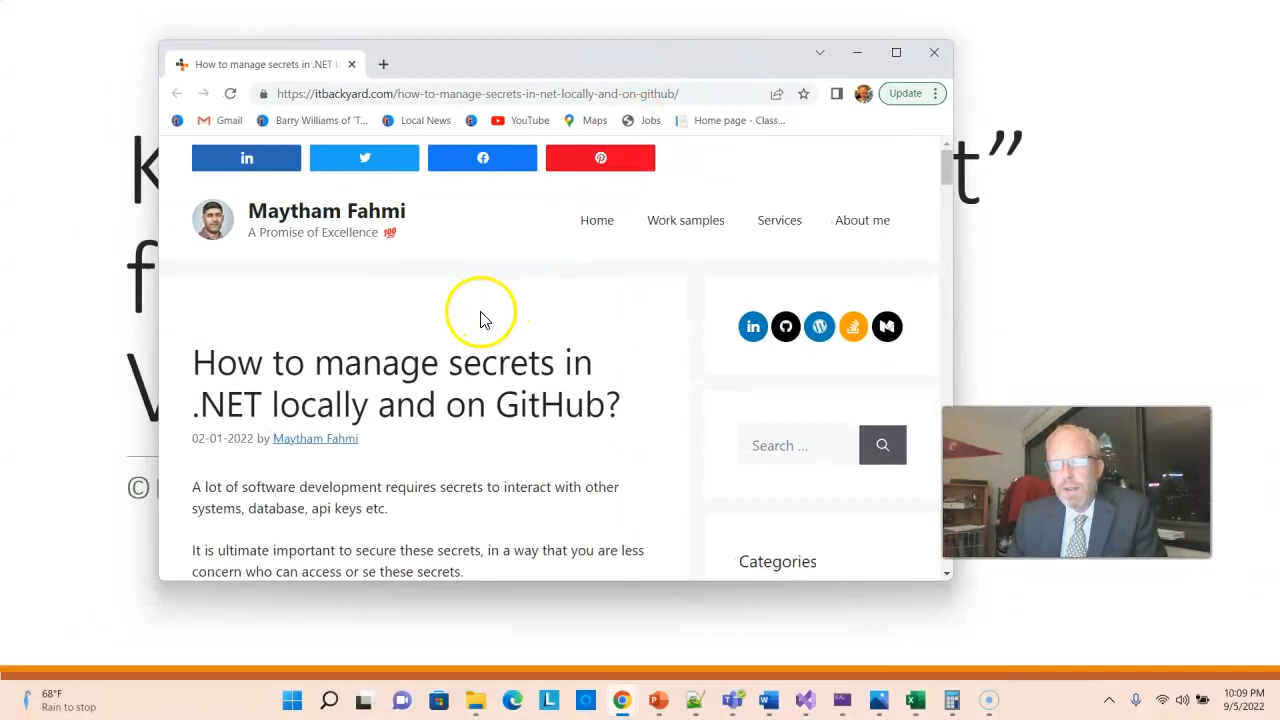 How to manage secrets in .NET l
https://itbackyard.com/how-to-manage-secrets-in-net-locally-and-on-github/
Update
Gmail
Barry Williams of 'T...
Local News
YouTube
Maps
Jobs
Home page - Class...
K
t”
f
V
©
in
Maytham Fahmi
A Promise of Excellence 💯
Home
Work samples
Services
About me
in
How to manage secrets in
.NET locally and on GitHub?
02-01-2022 by Maytham Fahmi
Search ...
A lot of software development requires secrets to interact with other
systems, database, api keys etc.
It is ultimate important to secure these secrets, in a way that you are less
concern who can access or se these secrets.
Categories
68°F
Rain to stop
10:09 PM
9/5/2022